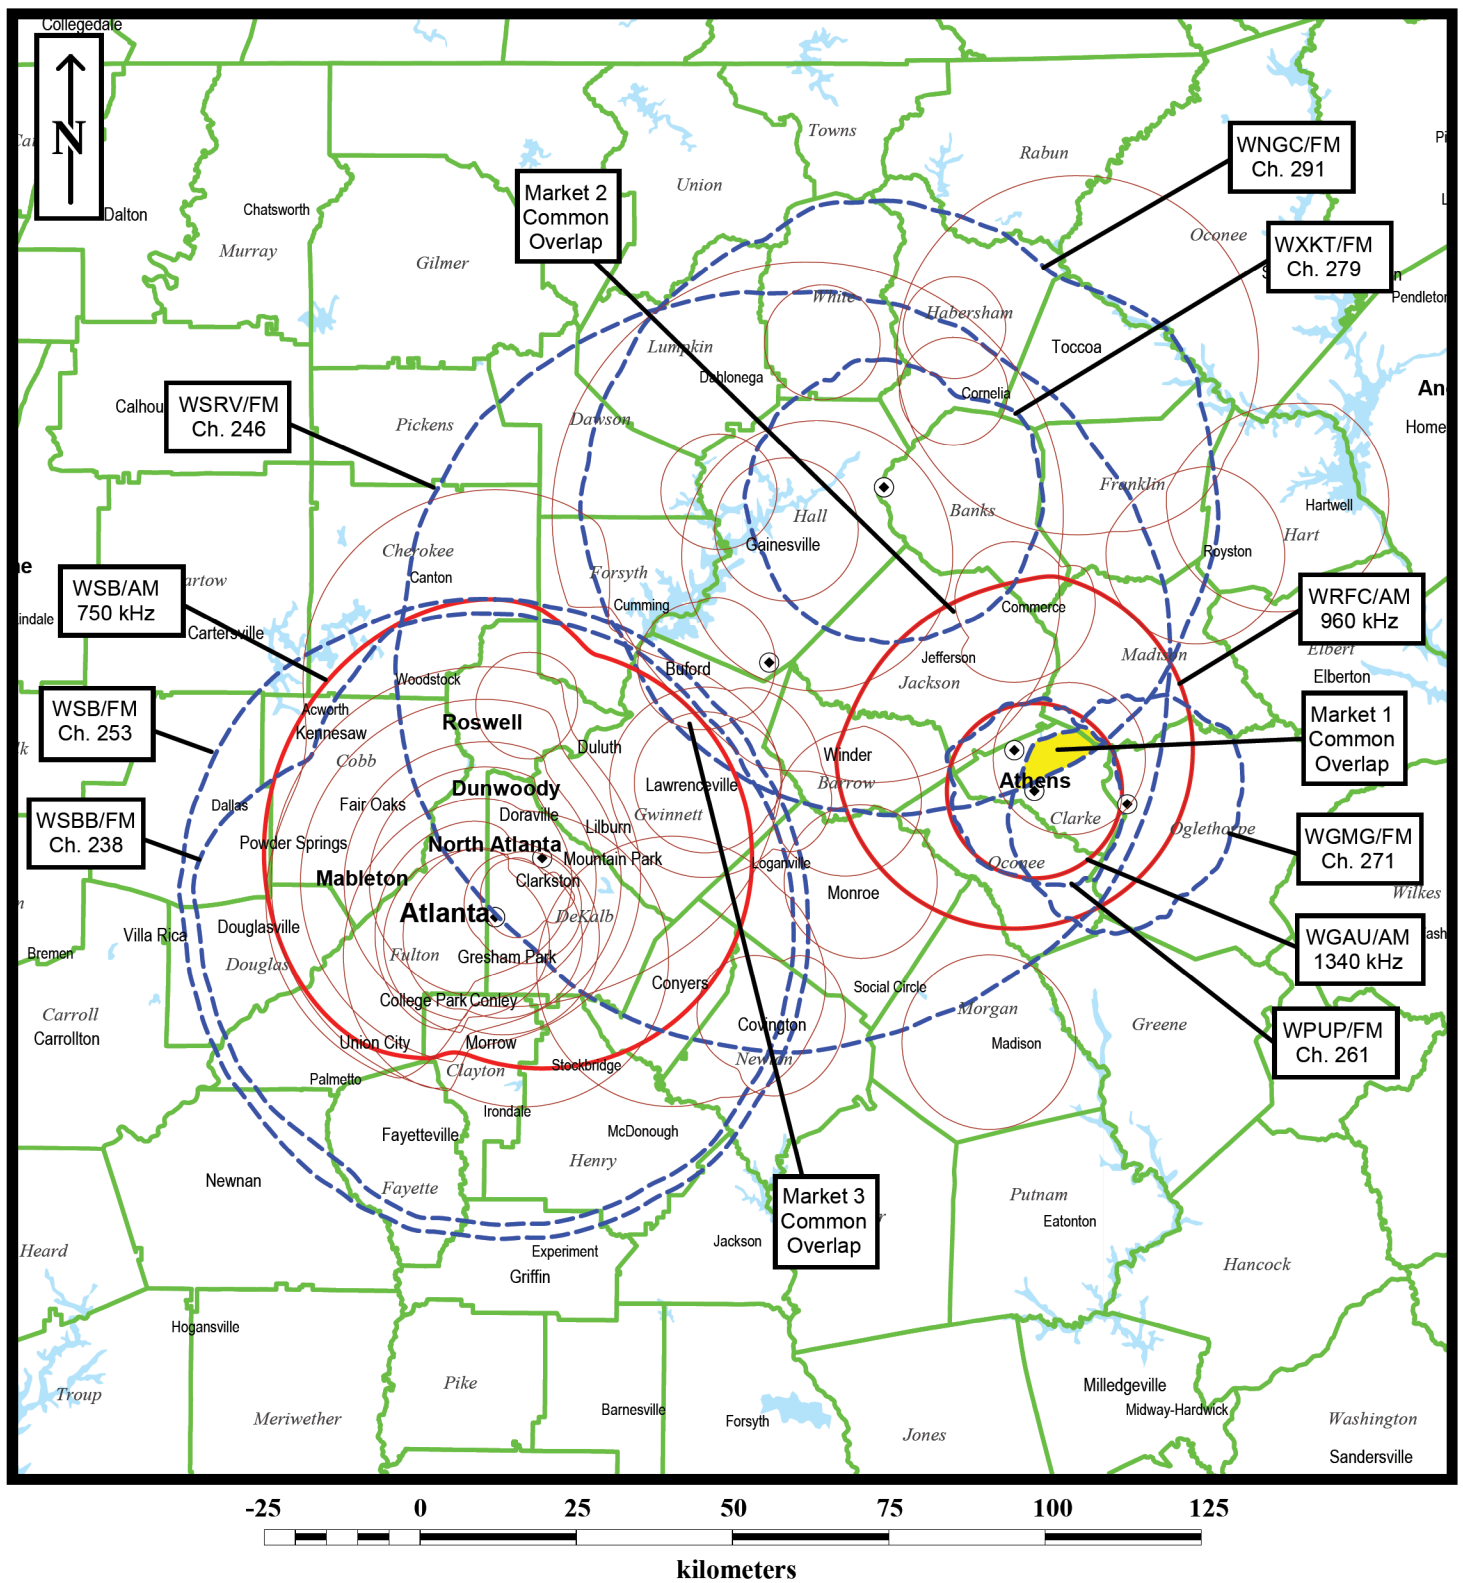 Collegedale
N
Dalton
Chatsworth
Murray
Gilmer
Union
Towns
Rabun
Oconee
Market 2
Common
Overlap
WNGC/FM
Ch. 291
WXKT/FM
Ch. 279
Pendleton
White
Habersham
Lumpkin
Toccoa
Dahlonega
Cornelia
WSRV/FM
Ch. 246
Pickens
Dawson
Franklin
Hall
Banks
Hartwell
Hart
Gainesville
Royston
Cherokee
Canton
Forsyth
Cumming
Commerce
WSB/AM
750 kHz
Cartersville
WRFC/AM
960 kHz
Elbert
Elberton
Madison
Jefferson
Jackson
Buford
Woodstock
WSB/FM
Ch. 253
Acworth
Kennesaw
Roswell
Cobb
Duluth
Winder
Barrow
Market 1
Common
Overlap
Athens
Dunwoody
Lawrenceville
Dallas
Fair Oaks
Doraville
Lilburn
Gwinnett
Clarke
Oglethorpe
WSBB/FM
Ch. 238
Powder Springs
North Atlanta
Mountain Park
Loganville
Oconee
WGMG/FM
Ch. 271
Mableton
Clarkston
Monroe
Wilkes
Atlanta
DeKalb
Douglasville
Villa Rica
Bremen
Douglas
Fulton
Gresham Park
WGAU/AM
1340 kHz
Conyers
Social Circle
College Park
Conley
Carroll
Carrollton
Covington
Morgan
Greene
Union City
Morrow
Newton
Madison
WPUP/FM
Ch. 261
Palmetto
Clayton
Stockbridge
Irondale
Fayetteville
McDonough
Henry
Newnan
Fayette
Market 3
Common
Overlap
Putnam
Eatonton
Heard
Experiment
Griffin
Jackson
Hancock
Hogansville
Troup
Meriwether
Pike
Barnesville
Forsyth
Jones
Milledgeville
Midway-Hardwick
Washington
Sandersville
-25 0 25 50 75 100 125
kilometers